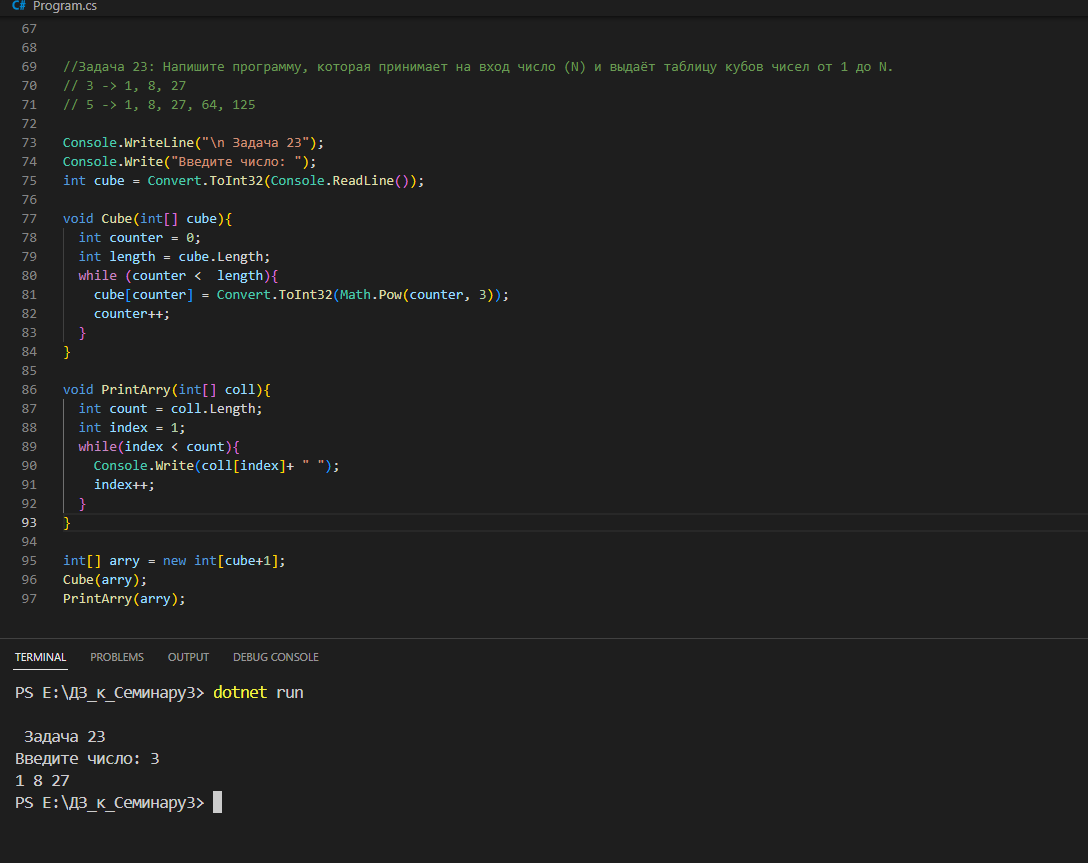 C# Program.cs
67
68
69 //Задача 23: Напишите программу, которая принимает на вход число (N) и выдаёт таблицу кубов чисел от 1 до N.
70 // 3 -> 1, 8, 27
71 // 5 -> 1, 8, 27, 64, 125
72
73 Console.WriteLine("\n Задача 23");
74 Console.Write("Введите число: ");
75 int cube = Convert.ToInt32(Console.ReadLine());
76
77 void Cube(int[] cube){
78   int counter = 0;
79   int length = cube.Length;
80   while (counter <  length){
81     cube[counter] = Convert.ToInt32(Math.Pow(counter, 3));
82     counter++;
83   }
84 }
85
86 void PrintArry(int[] coll){
87   int count = coll.Length;
88   int index = 1;
89   while(index < count){
90     Console.Write(coll[index]+ " ");
91     index++;
92   }
93 }
94
95 int[] arry = new int[cube+1];
96 Cube(arry);
97 PrintArry(arry);
TERMINAL PROBLEMS OUTPUT DEBUG CONSOLE
PS E:\ДЗ_к_Семинару3> dotnet run
Задача 23
Введите число: 3
1 8 27
PS E:\ДЗ_к_Семинару3>